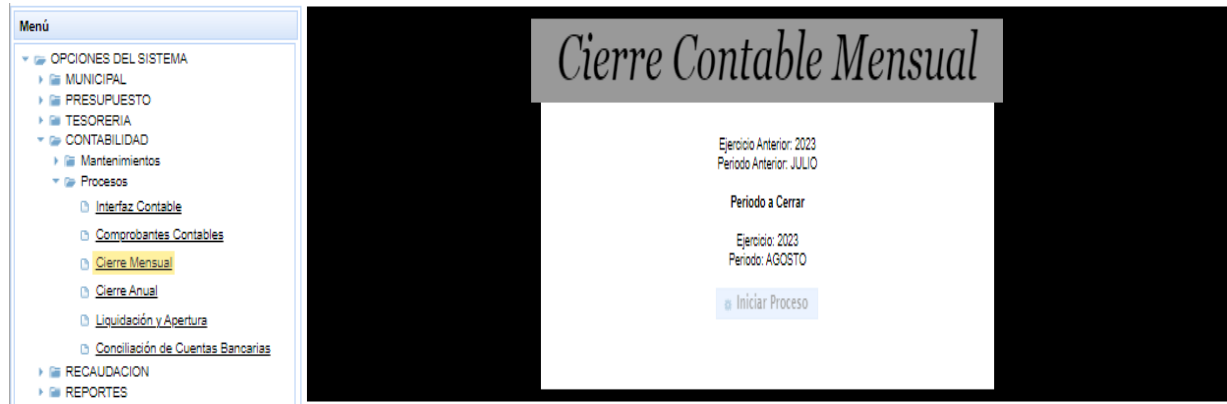 Menú
OPCIONES DEL SISTEMA
MUNICIPAL
PRESUPUESTO
TESORERIA
CONTABILIDAD
Mantenimientos
Procesos
Interfaz Contable
Comprobantes Contables
Cierre Mensual
Cierre Anual
Liquidación y Apertura
Conciliación de Cuentas Bancarias
RECAUDACION
REPORTES
Cierre Contable Mensual
Ejercicio Anterior: 2023
Periodo Anterior: JULIO
Periodo a Cerrar
Ejercicio: 2023
Periodo: AGOSTO
Iniciar Proceso